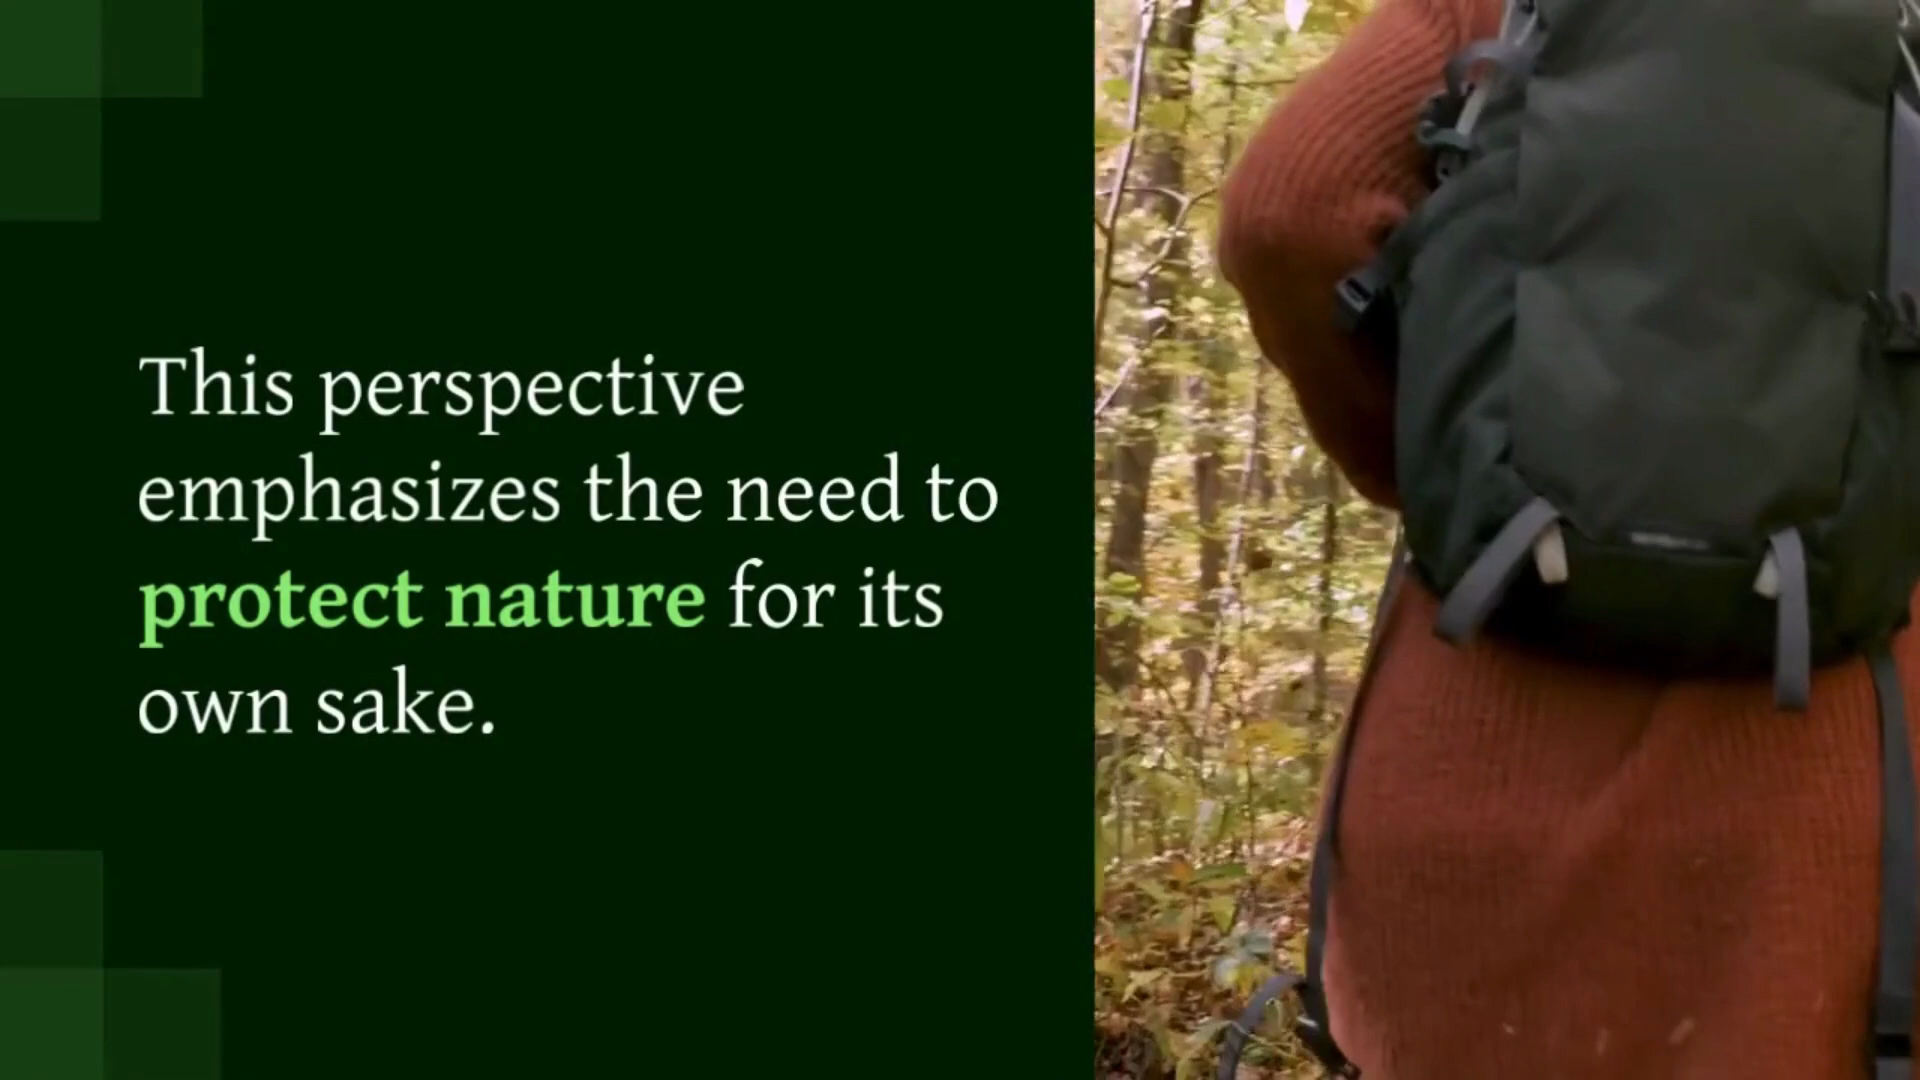 This perspective
emphasizes the need to
protect nature for its
own sake.